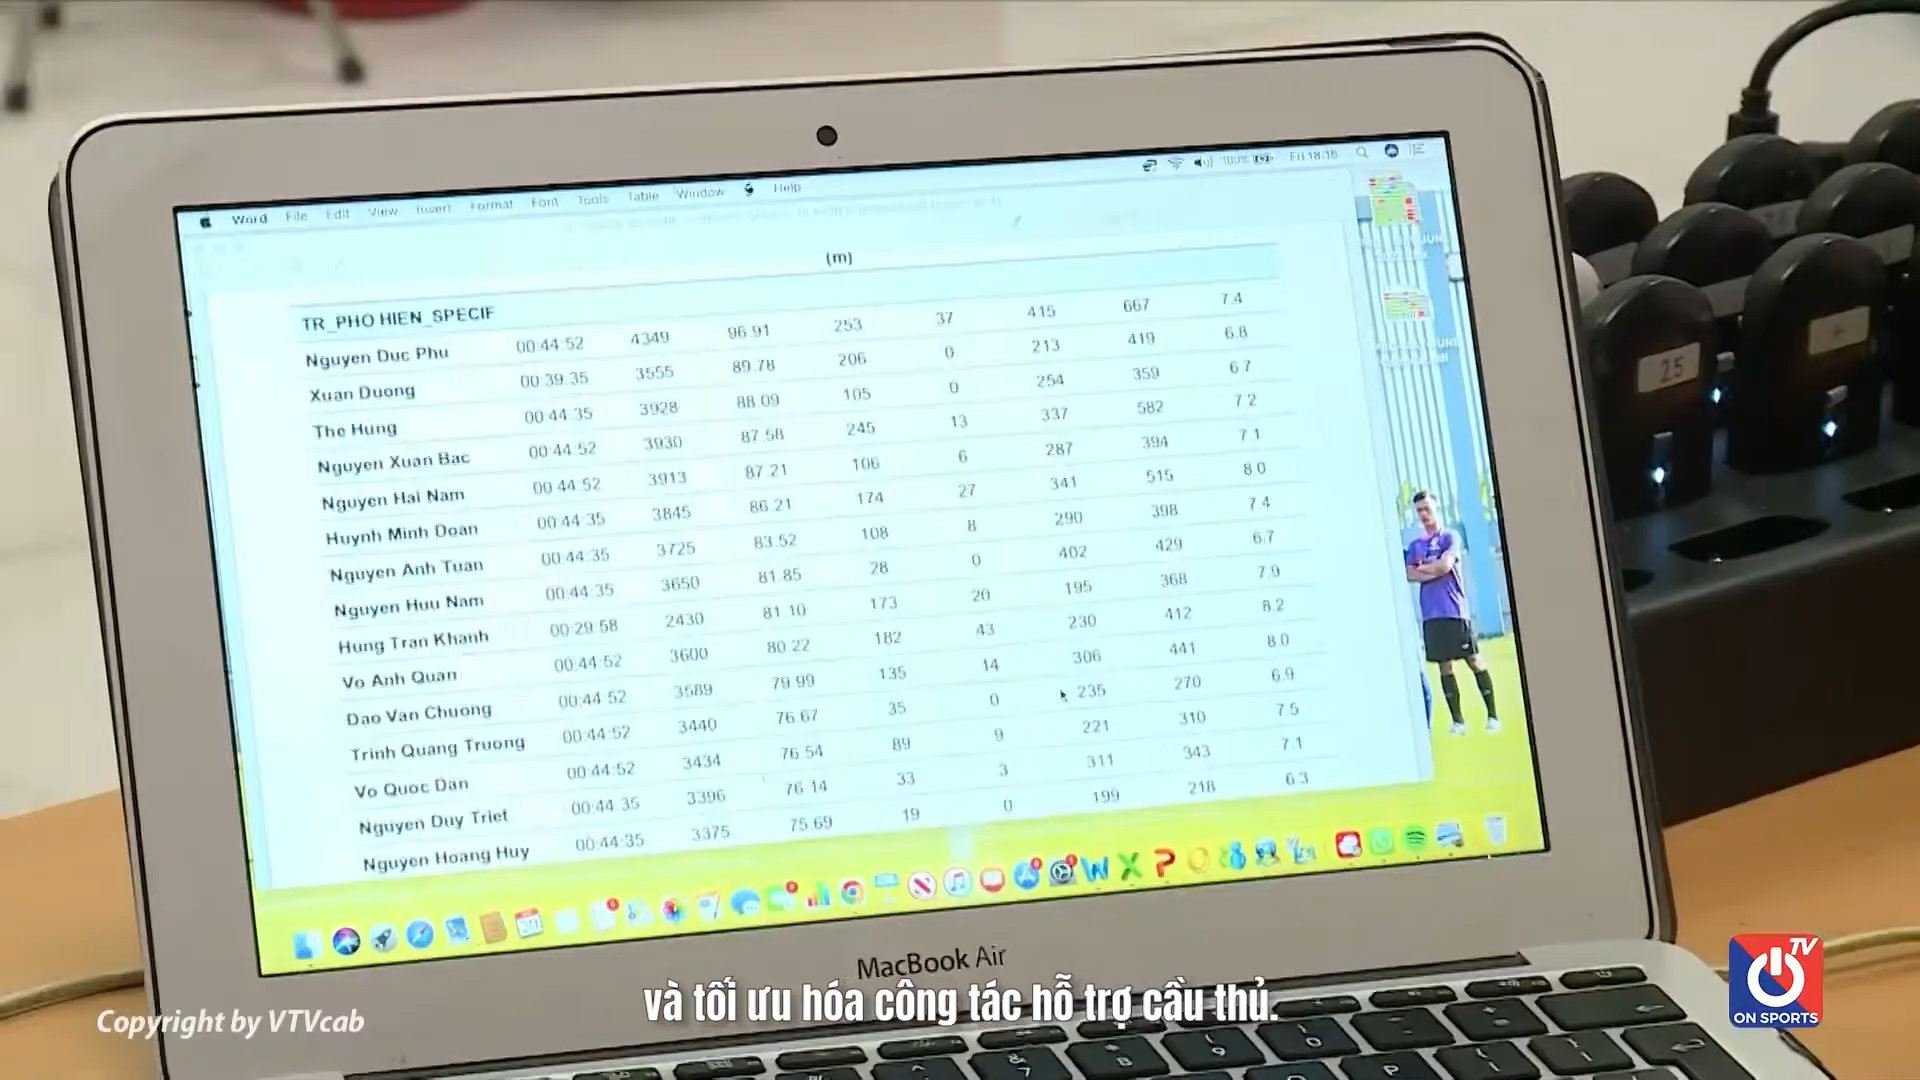 Word File Edit View Insert Format Font Tools Table Window Help 100% Fri 18:16
(m)
TR_PHO HIEN_SPECIF
Nguyen Duc Phu 00:44:52 4349 96.91 253 37 415 667 7.4
Xuan Duong 00:39:35 3555 89.78 206 0 213 419 6.8
The Hung 00:44:35 3928 88.09 105 0 254 359 6.7
Nguyen Xuan Bac 00:44:52 3930 87.58 245 13 337 582 7.2
Nguyen Hai Nam 00:44:52 3913 87.21 106 6 287 394 7.1
Huynh Minh Doan 00:44:35 3845 86.21 174 27 341 515 8.0
Nguyen Anh Tuan 00:44:35 3725 83.52 108 8 290 398 7.4
Nguyen Huu Nam 00:44:35 3650 81.85 28 0 402 429 6.7
Hung Tran Khanh 00:29:58 2430 81.10 173 20 195 368 7.9
Vo Anh Quan 00:44:52 3600 80.22 182 43 230 412 8.2
Dao Van Chuong 00:44:52 3589 79.99 135 14 306 441 8.0
Trinh Quang Truong 00:44:52 3440 76.67 35 0 235 270 6.9
Vo Quoc Dan 00:44:52 3434 76.54 89 9 221 310 7.5
Nguyen Duy Triet 00:44:35 3396 76.14 33 3 311 343 7.1
Nguyen Hoang Huy 00:44:35 3375 75.69 19 0 199 218 6.3
25
MacBook Air
và tối ưu hóa công tác hỗ trợ cầu thủ.
Copyright by VTVcab
TV
ON SPORTS